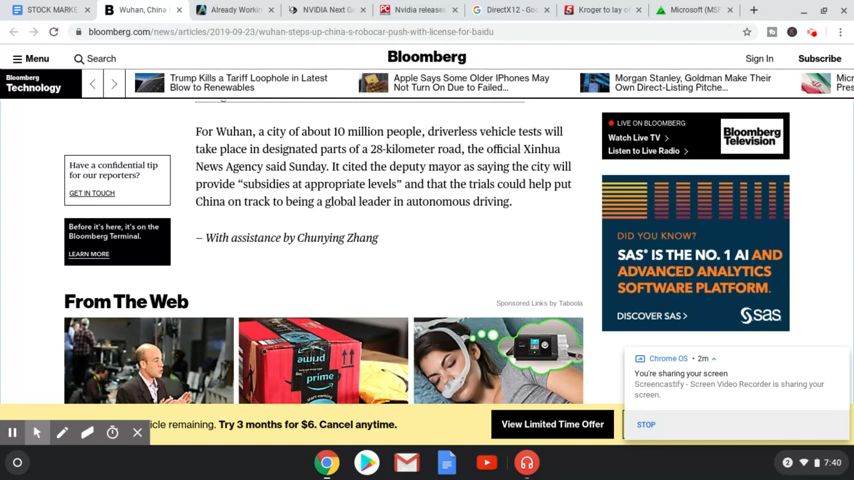 STOCK MARKE
Wuhan, China
Already Workin
NVIDIA Next Ge
Nvidia release
DirectX12 - Goo
Kroger to lay o
Microsoft (MSF
bloomberg.com/news/articles/2019-09-23/wuhan-steps-up-china-s-robocar-push-with-license-for-baidu
Menu
Search
Bloomberg
Sign In
Subscribe
Bloomberg
Technology
Trump Kills a Tariff Loophole in Latest
Blow to Renewables
Apple Says Some Older IPhones May
Not Turn On Due to Failed...
Morgan Stanley, Goldman Make Their
Own Direct-Listing Pitche...
Micr
Pres
For Wuhan, a city of about 10 million people, driverless vehicle tests will
take place in designated parts of a 28-kilometer road, the official Xinhua
News Agency said Sunday. It cited the deputy mayor as saying the city will
provide “subsidies at appropriate levels” and that the trials could help put
China on track to being a global leader in autonomous driving.
– With assistance by Chunying Zhang
Have a confidential tip
for our reporters?
GET IN TOUCH
Before it's here, it's on the
Bloomberg Terminal.
LEARN MORE
LIVE ON BLOOMBERG
Watch Live TV >
Listen to Live Radio >
Bloomberg
Television
DID YOU KNOW?
SAS® IS THE NO. 1 AI AND
ADVANCED ANALYTICS
SOFTWARE PLATFORM.
DISCOVER SAS >
sas
From The Web
Sponsored Links by Taboola
prime
prime
Chrome OS • 2m
You're sharing your screen
Screencastify - Screen Video Recorder is sharing your
screen.
STOP
icle remaining. Try 3 months for $6. Cancel anytime.
View Limited Time Offer
2
7:40